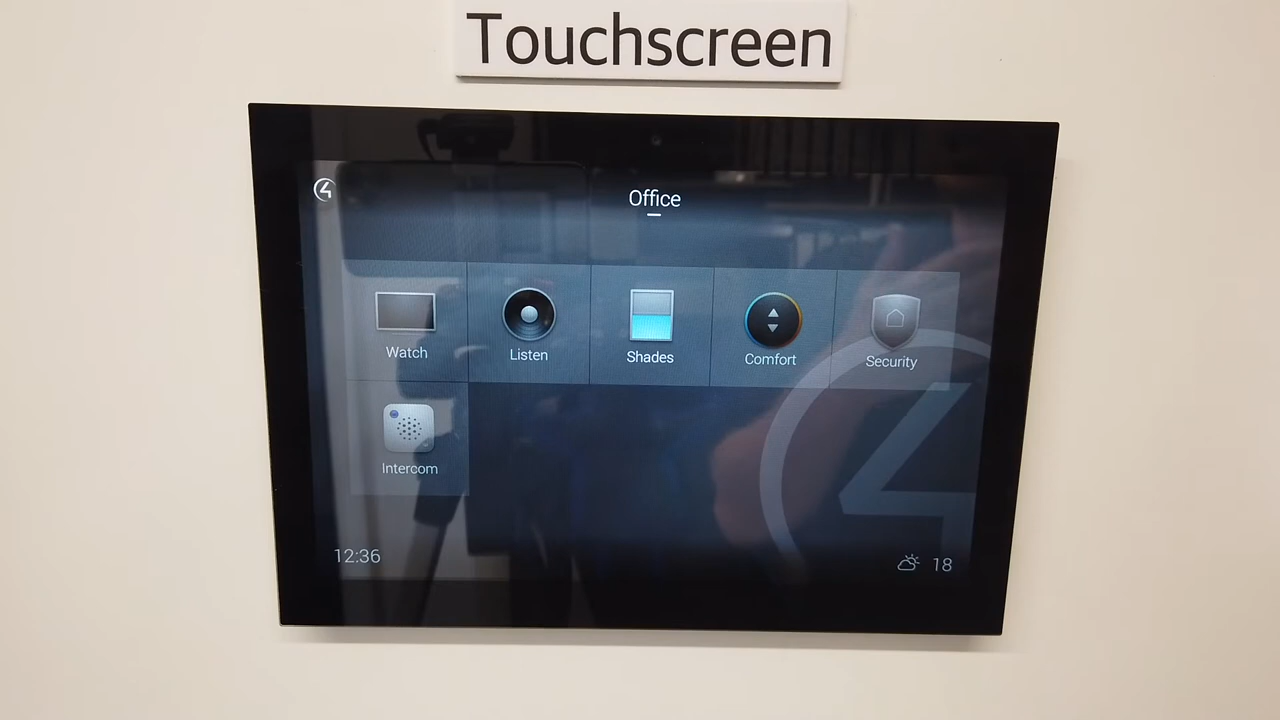 Touchscreen
Office
Watch
Listen
Shades
Comfort
Security
Intercom
12:36
18